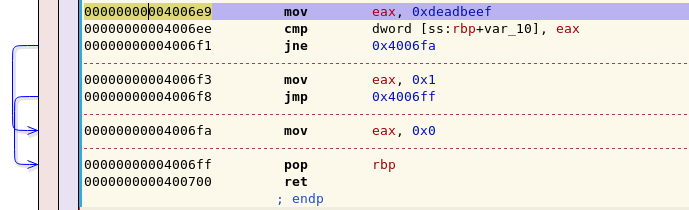 00000000004006e9 mov eax, 0xdeadbeef
00000000004006ee cmp dword [ss:rbp+var_10], eax
00000000004006f1 jne 0x4006fa
00000000004006f3 mov eax, 0x1
00000000004006f8 jmp 0x4006ff
00000000004006fa mov eax, 0x0
00000000004006ff pop rbp
0000000000400700 ret
; endp